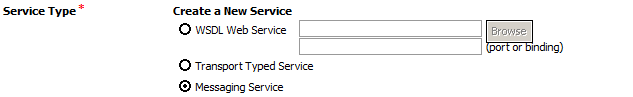 Service Type * Create a New Service
WSDL Web Service Browse
(port or binding)
Transport Typed Service
Messaging Service